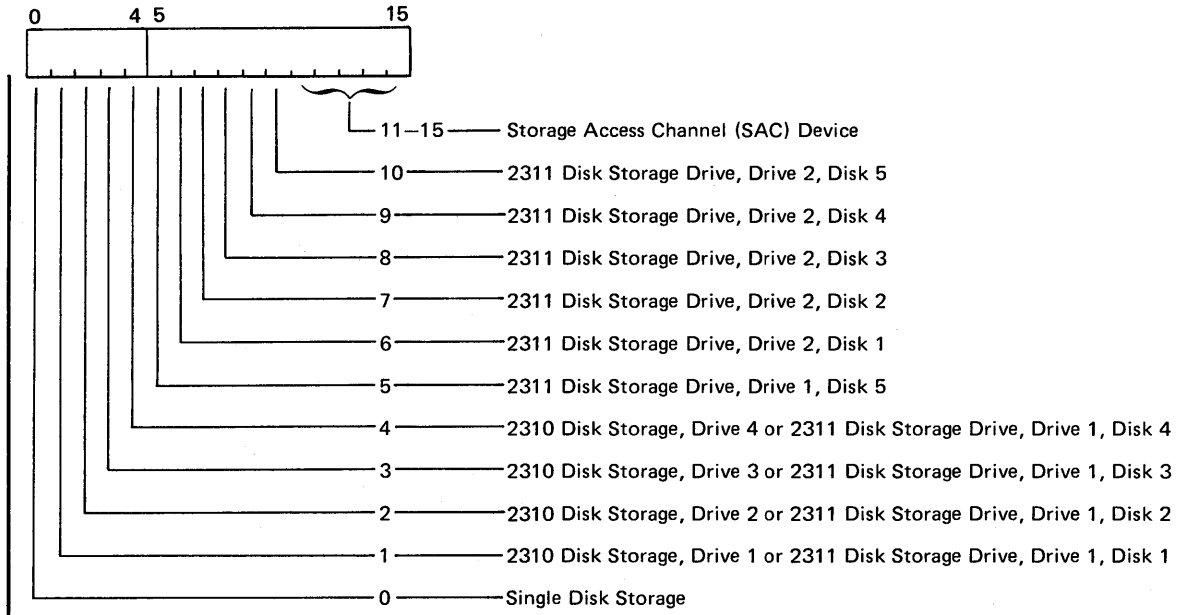 0 4 5 15
11–15 Storage Access Channel (SAC) Device
10 2311 Disk Storage Drive, Drive 2, Disk 5
9 2311 Disk Storage Drive, Drive 2, Disk 4
8 2311 Disk Storage Drive, Drive 2, Disk 3
7 2311 Disk Storage Drive, Drive 2, Disk 2
6 2311 Disk Storage Drive, Drive 2, Disk 1
5 2311 Disk Storage Drive, Drive 1, Disk 5
4 2310 Disk Storage, Drive 4 or 2311 Disk Storage Drive, Drive 1, Disk 4
3 2310 Disk Storage, Drive 3 or 2311 Disk Storage Drive, Drive 1, Disk 3
2 2310 Disk Storage, Drive 2 or 2311 Disk Storage Drive, Drive 1, Disk 2
1 2310 Disk Storage, Drive 1 or 2311 Disk Storage Drive, Drive 1, Disk 1
0 Single Disk Storage